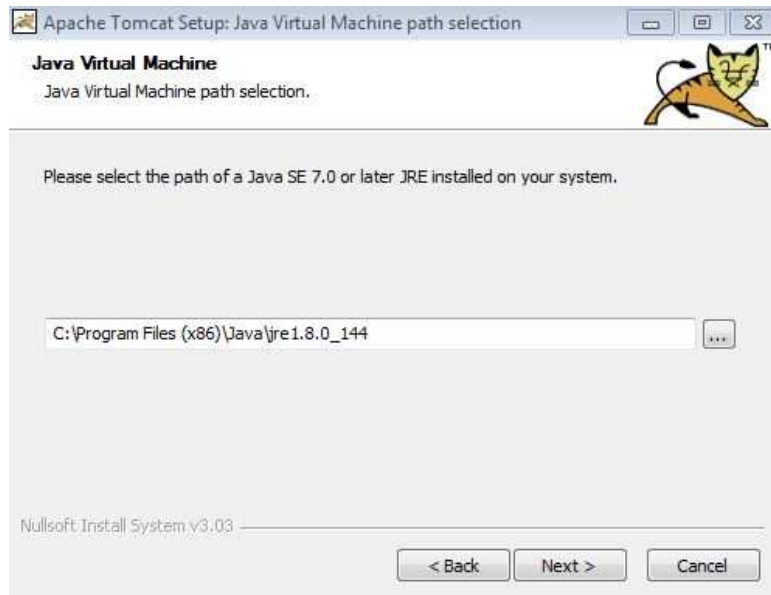 Apache Tomcat Setup: Java Virtual Machine path selection
TM
Java Virtual Machine
Java Virtual Machine path selection.
Please select the path of a Java SE 7.0 or later JRE installed on your system.
C:\Program Files (x86)\Java\jre1.8.0_144
...
Nullsoft Install System v3.03
< Back
Next >
Cancel